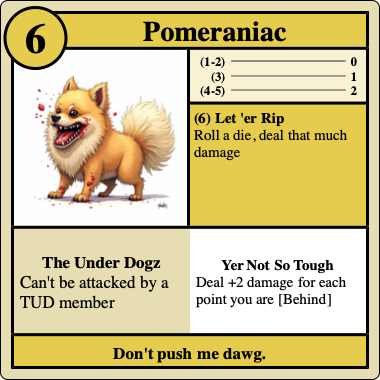 6
Pomeraniac
(1-2) 0
(3) 1
(4-5) 2
(6) Let 'er Rip
Roll a die, deal that much
damage
The Under Dogz
Can't be attacked by a
TUD member
Yer Not So Tough
Deal +2 damage for each
point you are [Behind]
Don't push me dawg.